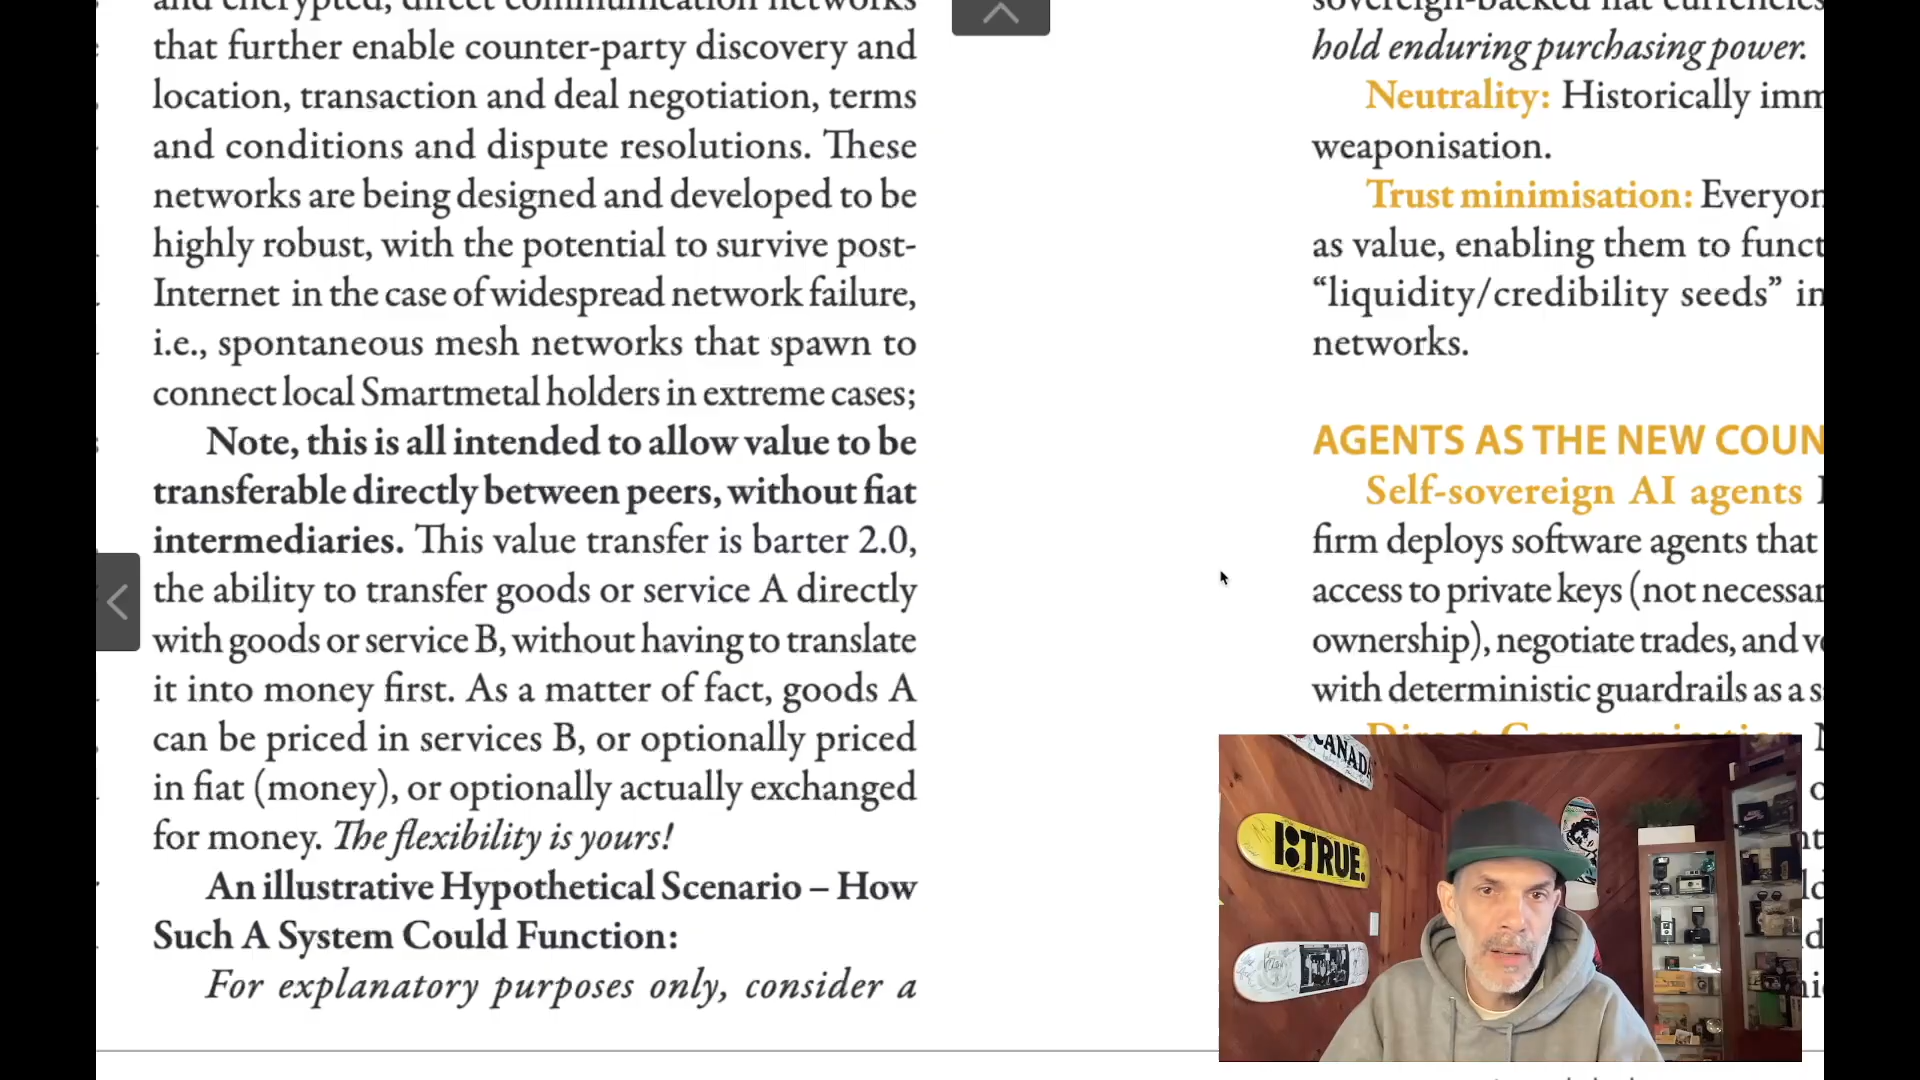 that further enable counter-party discovery and
location, transaction and deal negotiation, terms
and conditions and dispute resolutions. These
networks are being designed and developed to be
highly robust, with the potential to survive post-
Internet in the case of widespread network failure,
i.e., spontaneous mesh networks that spawn to
connect local Smartmetal holders in extreme cases;
Note, this is all intended to allow value to be
transferable directly between peers, without fiat
intermediaries. This value transfer is barter 2.0,
the ability to transfer goods or service A directly
with goods or service B, without having to translate
it into money first. As a matter of fact, goods A
can be priced in services B, or optionally priced
in fiat (money), or optionally actually exchanged
for money. The flexibility is yours!
An illustrative Hypothetical Scenario – How
Such A System Could Function:
For explanatory purposes only, consider a
hold enduring purchasing power.
Neutrality: Historically
weaponisation.
Trust minimisation:
as value, enabling them to
“liquidity/credibility seeds” in
networks.
AGENTS AS THE NEW
Self-sovereign AI agents
firm deploys software agents that
access to private keys (not
ownership), negotiate trades, and
with deterministic guardrails as a
CANADA
TRUE.